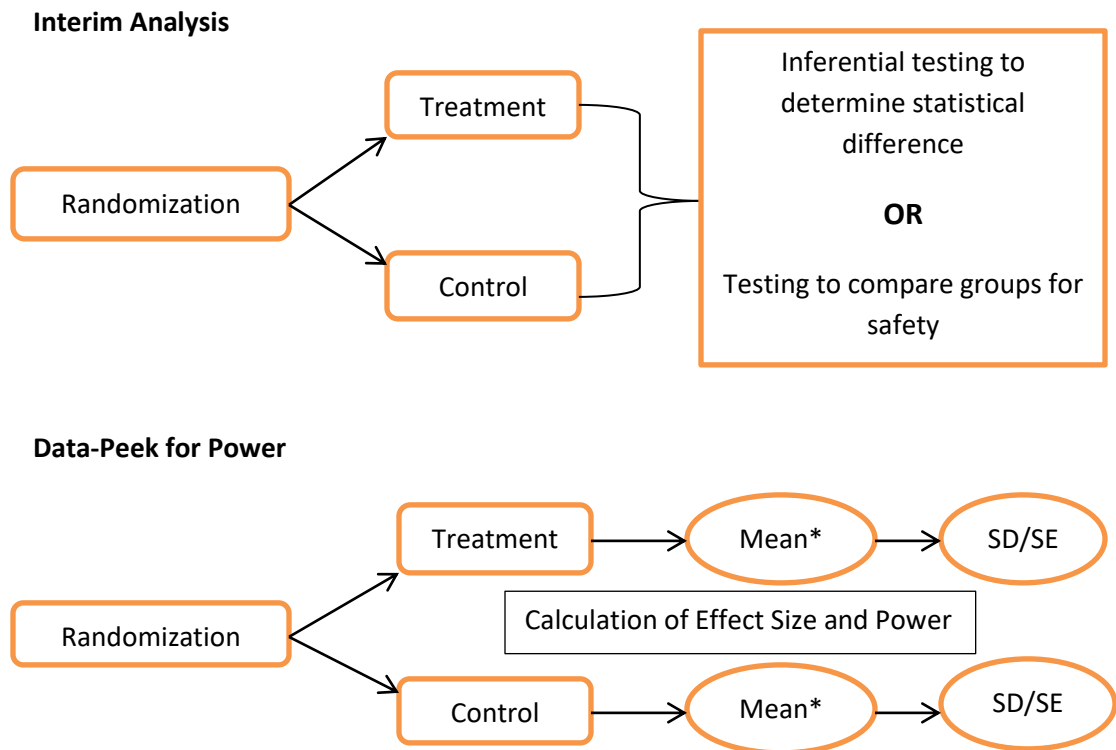 Interim Analysis
Treatment
Randomization
Control
Inferential testing to
determine statistical
difference
OR
Testing to compare groups for
safety
Data-Peek for Power
Treatment
Mean*
SD/SE
Randomization
Calculation of Effect Size and Power
Control
Mean*
SD/SE